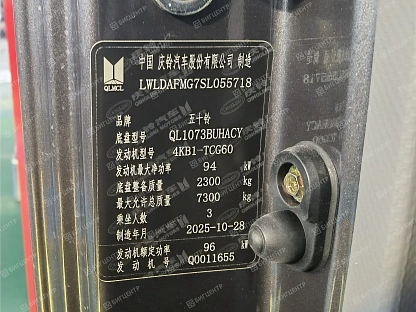 中国 庆铃汽车股份有限公司 制造
QLMCL
LWLDAFMG7SL055718
品牌 五十铃
底盘型号 QL1073BUHACY
发动机型号 4KB1-TCG60
发动机最大净功率 94 kW
底盘整备质量 2300 kg
最大允许总质量 7300 kg
乘坐人数 3
制造年月 2025-10-28
发动机额定功率 96 kW
发动机号 Q0011655
БИГЦЕНТР